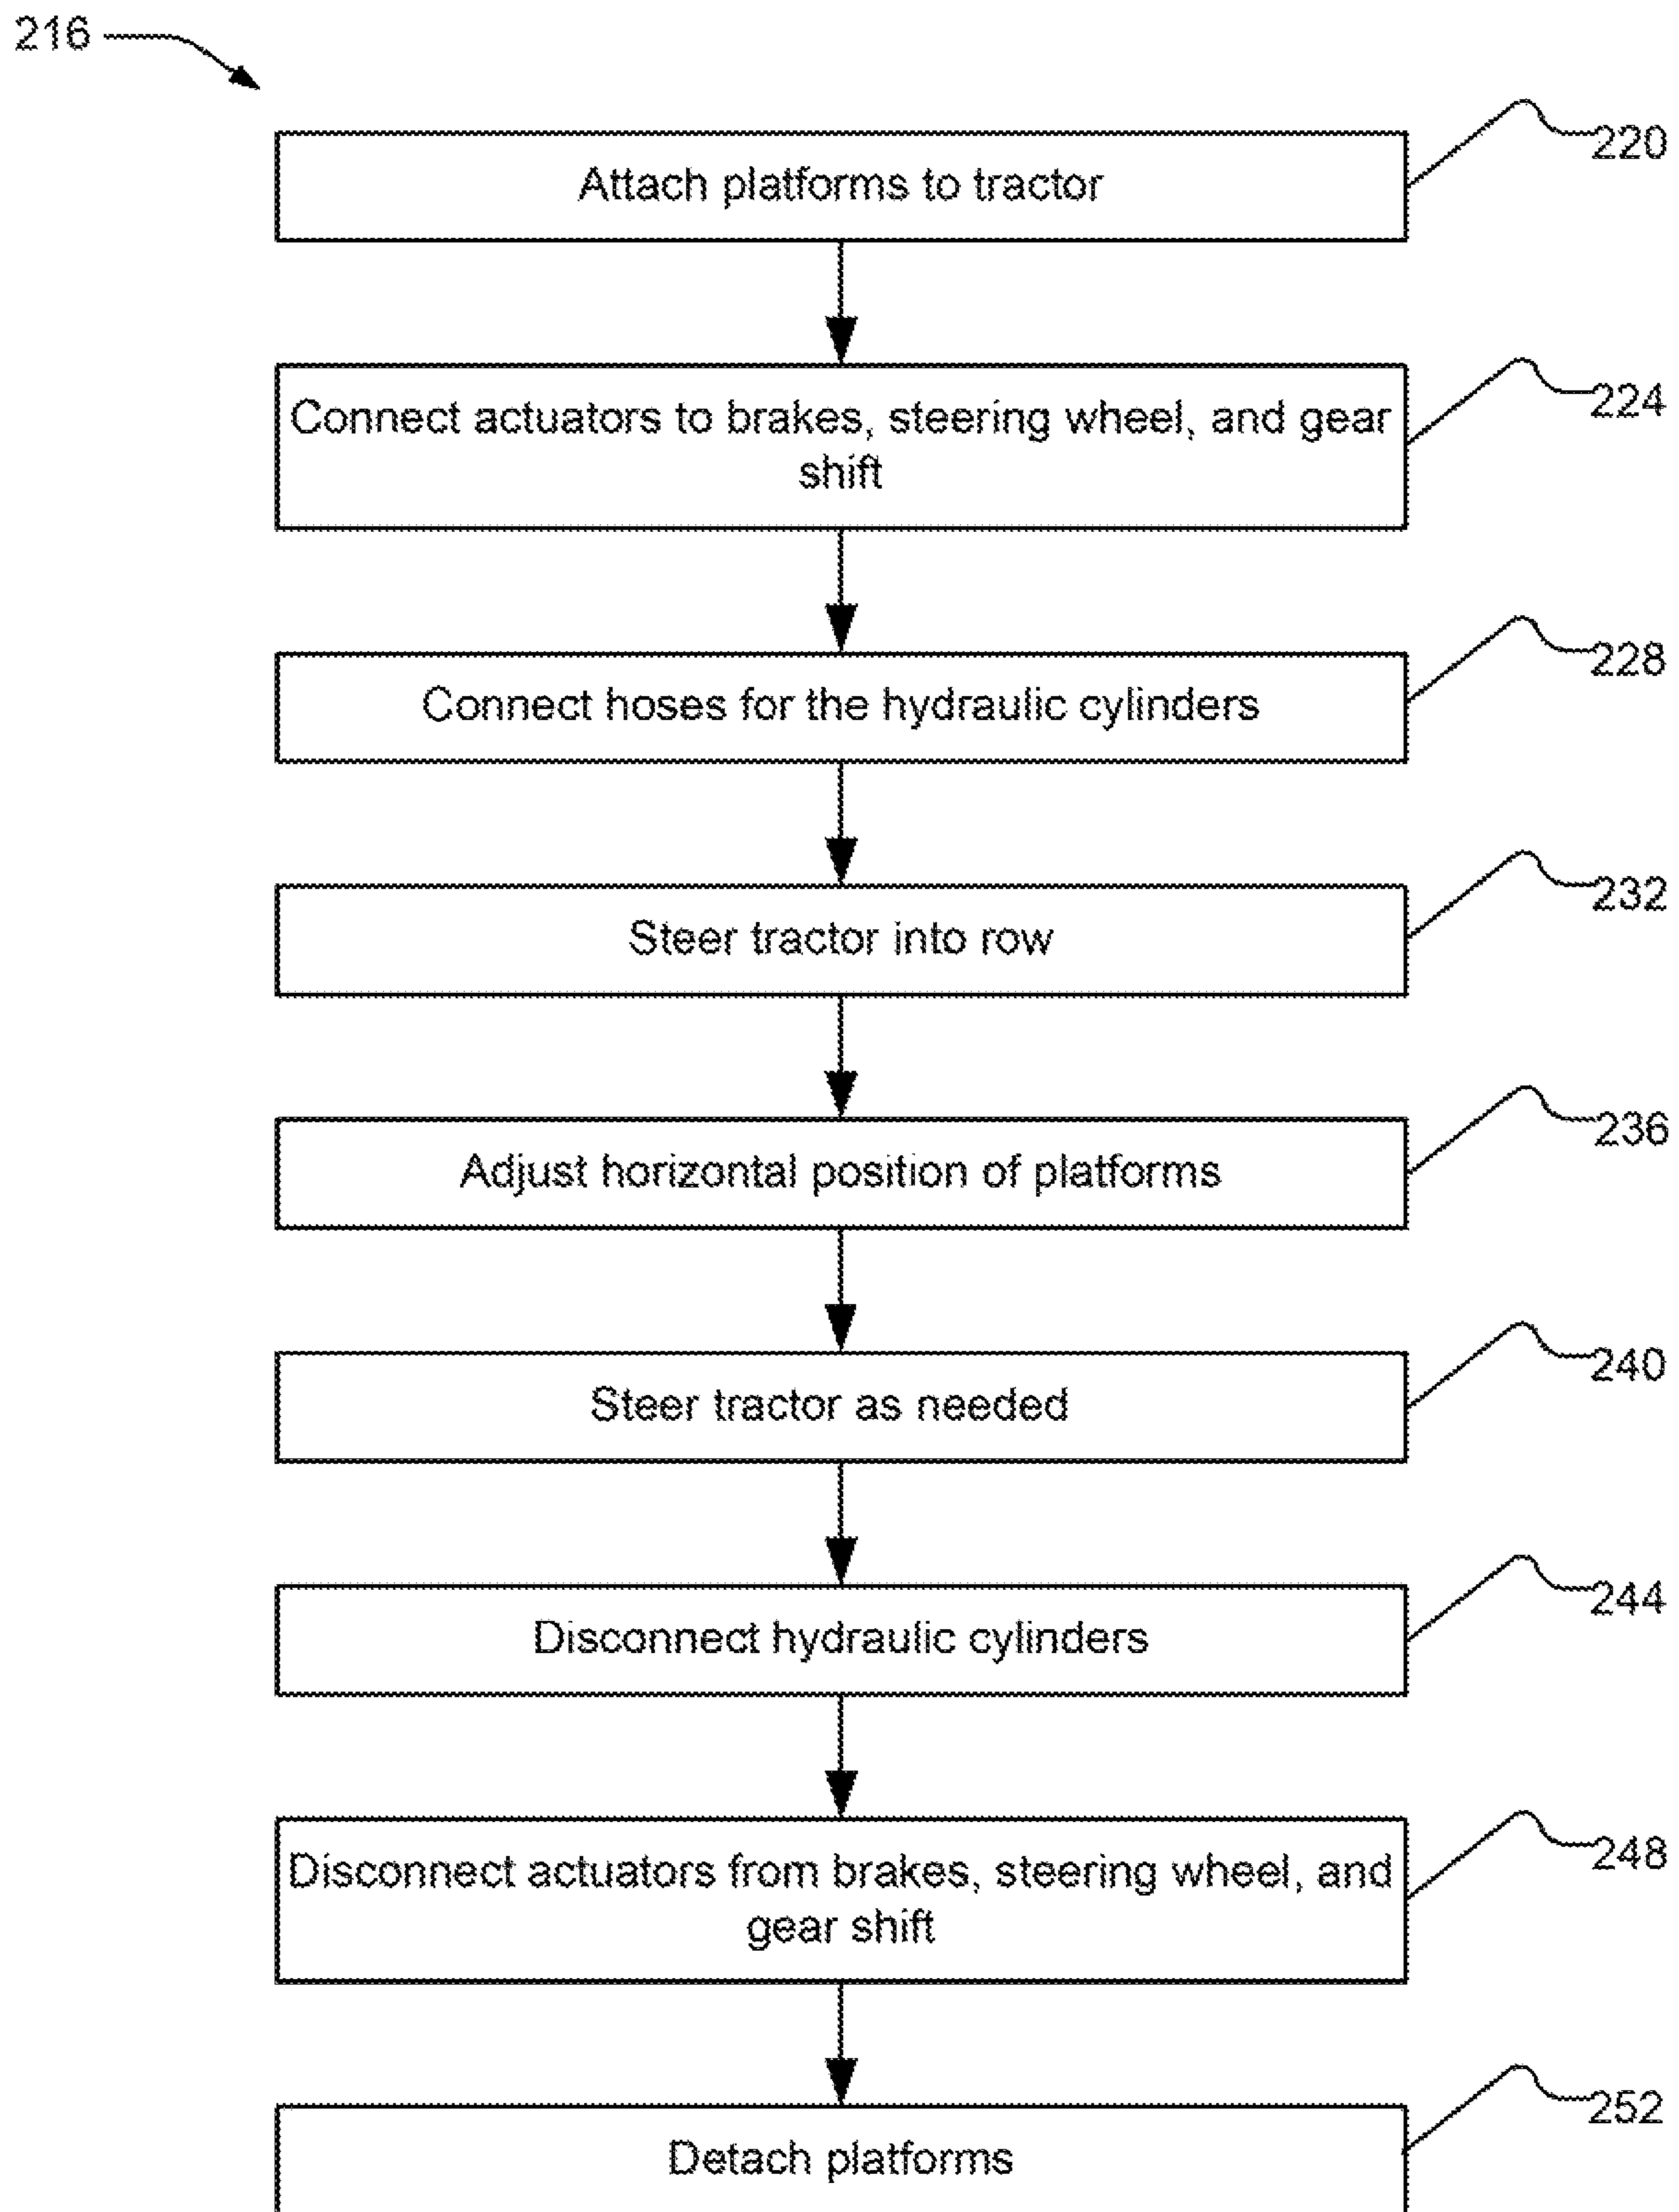 216
220
Attach platforms to tractor
224
Connect actuators to brakes, steering wheel, and gear
shift
228
Connect hoses for the hydraulic cylinders
232
Steer tractor into row
236
Adjust horizontal position of platforms
240
Steer tractor as needed
244
Disconnect hydraulic cylinders
248
Disconnect actuators from brakes, steering wheel, and
gear shift
252
Detach platforms